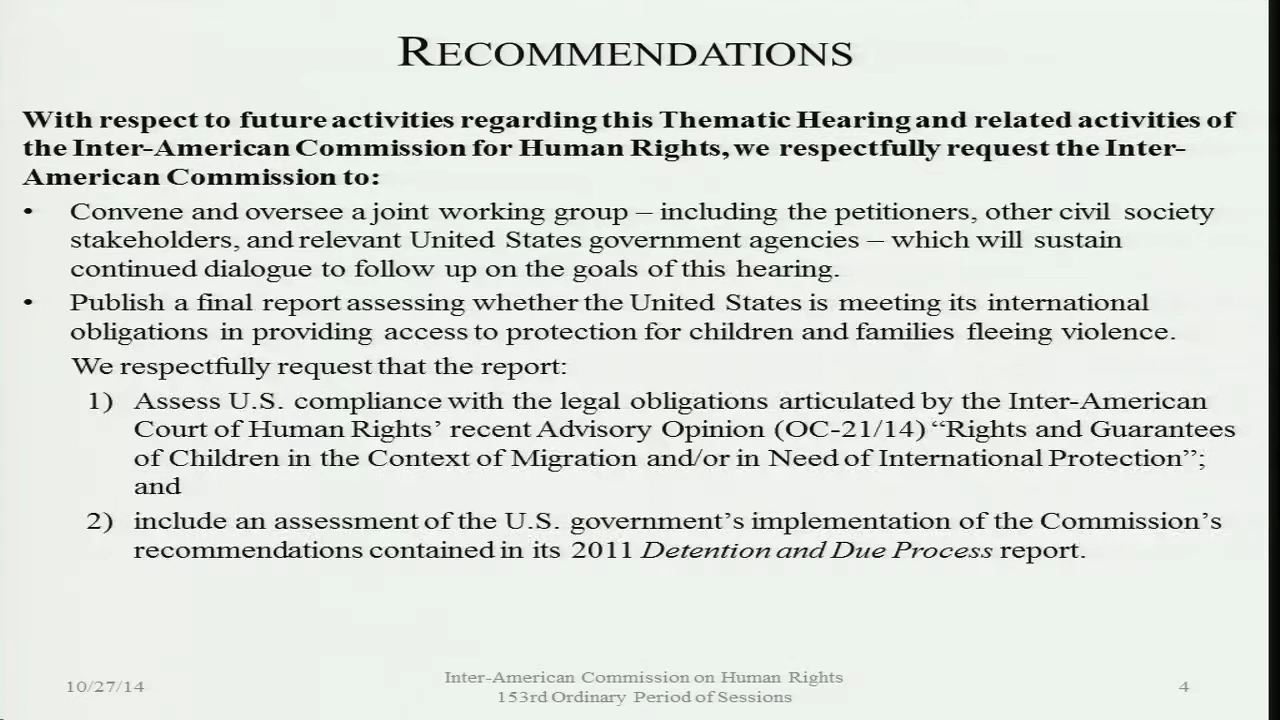 RECOMMENDATIONS
With respect to future activities regarding this Thematic Hearing and related activities of
the Inter-American Commission for Human Rights, we respectfully request the Inter-
American Commission to:
• Convene and oversee a joint working group – including the petitioners, other civil society
stakeholders, and relevant United States government agencies – which will sustain
continued dialogue to follow up on the goals of this hearing.
• Publish a final report assessing whether the United States is meeting its international
obligations in providing access to protection for children and families fleeing violence.
We respectfully request that the report:
1) Assess U.S. compliance with the legal obligations articulated by the Inter-American
Court of Human Rights’ recent Advisory Opinion (OC-21/14) “Rights and Guarantees
of Children in the Context of Migration and/or in Need of International Protection”;
and
2) include an assessment of the U.S. government’s implementation of the Commission’s
recommendations contained in its 2011 Detention and Due Process report.
10/27/14
Inter-American Commission on Human Rights
153rd Ordinary Period of Sessions
4